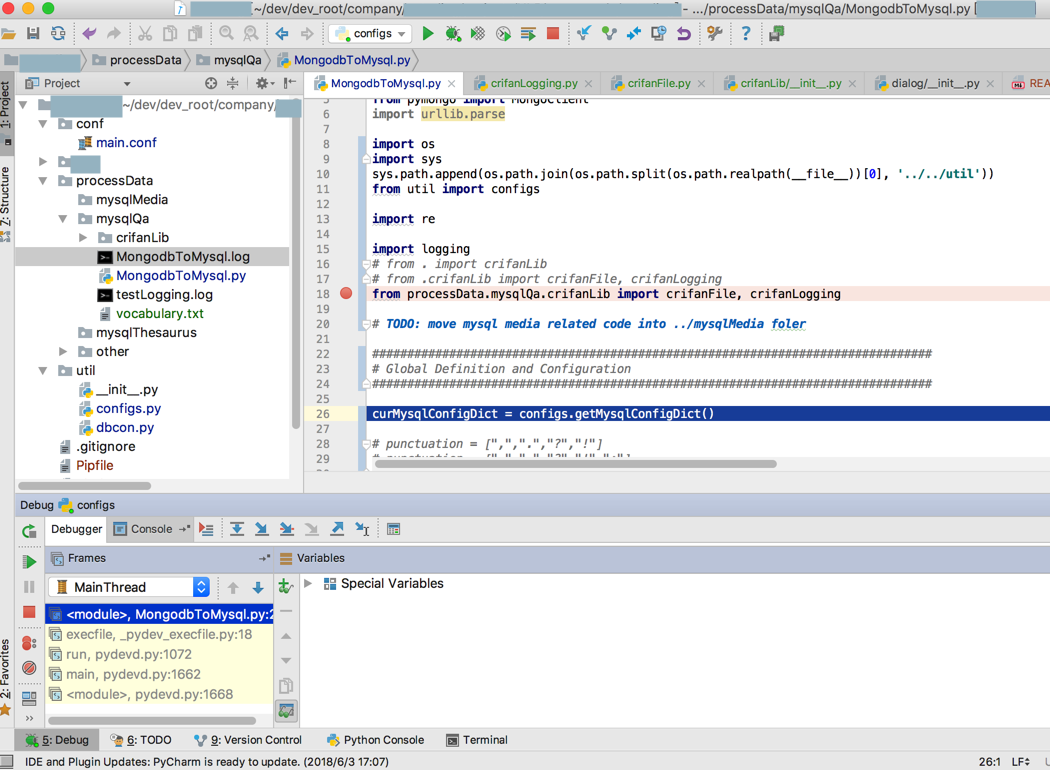 ~/dev/dev_root/company/ - .../processData/mysqlQa/MongodbToMysql.py [
configs
processData mysqlQa MongodbToMysql.py
Project
MongodbToMysql.py crifanLogging.py crifanFile.py crifanLib/__init__.py dialog/__init__.py REA
1: Project
7: Structure
2: Favorites
~/dev/dev_root/company/
conf
main.conf
processData
mysqlMedia
mysqlQa
crifanLib
MongodbToMysql.log
MongodbToMysql.py
testLogging.log
vocabulary.txt
mysqlThesaurus
other
util
__init__.py
configs.py
dbcon.py
.gitignore
Pipfile
5 from pymongo import MongoClient
6 import urllib.parse
7
8 import os
9 import sys
10 sys.path.append(os.path.join(os.path.split(os.path.realpath(__file__))[0], '../../util'))
11 from util import configs
12
13 import re
14
15 import logging
16 # from . import crifanLib
17 # from .crifanLib import crifanFile, crifanLogging
18 from processData.mysqlQa.crifanLib import crifanFile, crifanLogging
19
20 # TODO: move mysql media related code into ../mysqlMedia foler
21
22 ################################################################################
23 # Global Definition and Configuration
24 ################################################################################
25
26 curMysqlConfigDict = configs.getMysqlConfigDict()
27
28 # punctuation = [",",".","?","!"]
29
Debug configs
Debugger Console
Frames Variables
MainThread
Special Variables
<module>, MongodbToMysql.py:2
execfile, _pydev_execfile.py:18
run, pydevd.py:1072
main, pydevd.py:1662
<module>, pydevd.py:1668
5: Debug 6: TODO 9: Version Control Python Console Terminal
IDE and Plugin Updates: PyCharm is ready to update. (2018/6/3 17:07) 26:1 LF